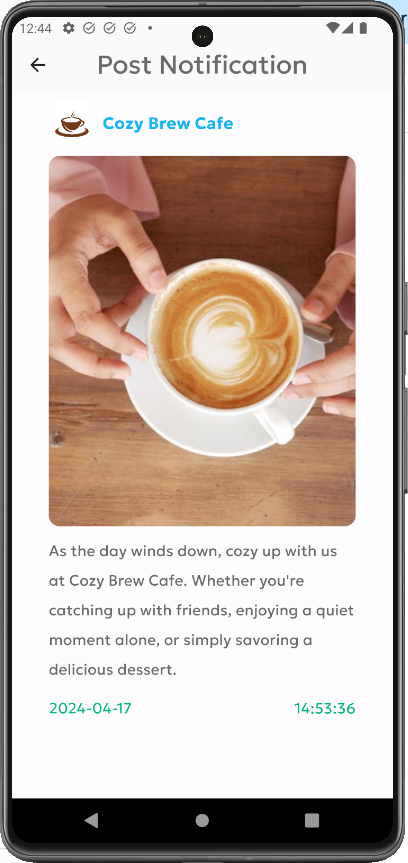 12:44
Post Notification
Cozy Brew Cafe
As the day winds down, cozy up with us
at Cozy Brew Cafe. Whether you're
catching up with friends, enjoying a quiet
moment alone, or simply savoring a
delicious dessert.
2024-04-17 14:53:36